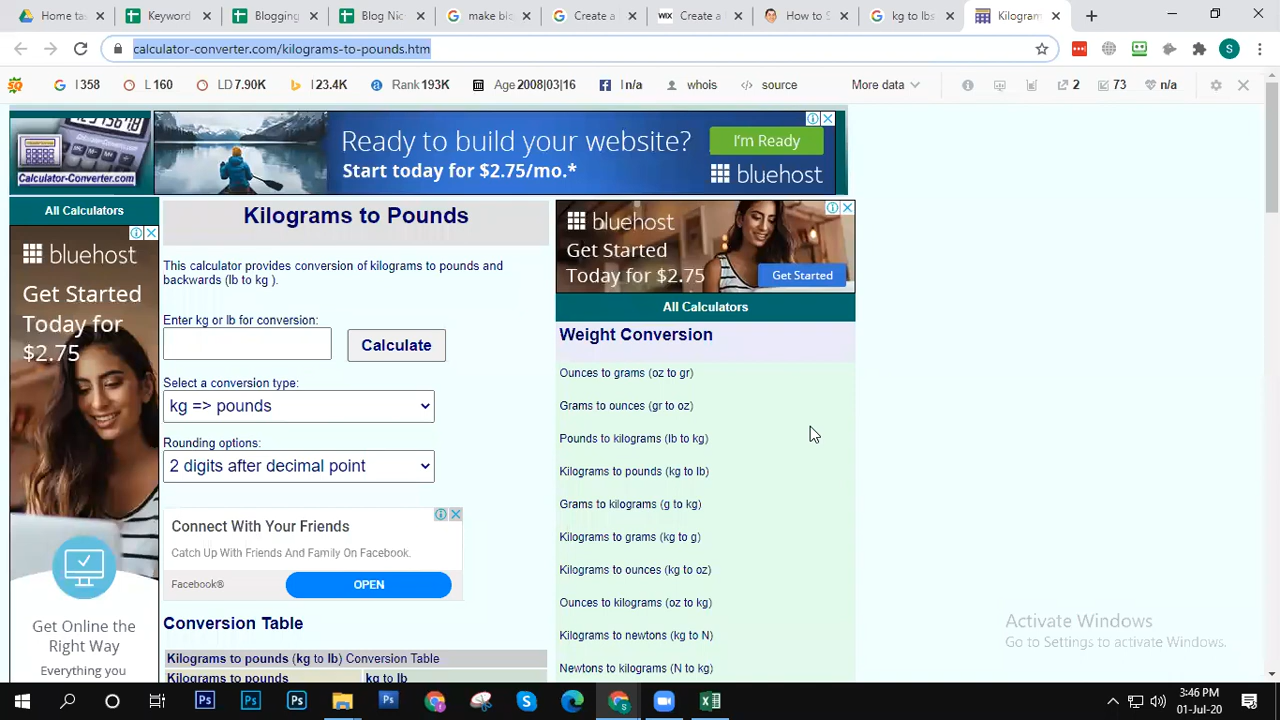 Home tas
Keyword
Blogging
Blog Nic
make blo
Create a
WIX
Create a
How to S
kg to lbs
Kilogram
calculator-converter.com/kilograms-to-pounds.htm
S
I 358
L 160
LD 7.90K
I 23.4K
Rank 193K
Age 2008|03|16
I n/a
whois
source
More data
2
73
n/a
Calculator-Converter.com
Ready to build your website?
Start today for $2.75/mo.*
I'm Ready
bluehost
All Calculators
bluehost
Get Started
Today for
$2.75
Get Online the
Right Way
Everything you
Kilograms to Pounds
This calculator provides conversion of kilograms to pounds and
backwards (lb to kg ).
Enter kg or lb for conversion:
Calculate
Select a conversion type:
kg => pounds
Rounding options:
2 digits after decimal point
Connect With Your Friends
Catch Up With Friends And Family On Facebook.
Facebook®
OPEN
Conversion Table
Kilograms to pounds (kg to lb) Conversion Table
Kilograms to pounds
kg to lb
bluehost
Get Started
Today for $2.75
Get Started
All Calculators
Weight Conversion
Ounces to grams (oz to gr)
Grams to ounces (gr to oz)
Pounds to kilograms (lb to kg)
Kilograms to pounds (kg to lb)
Grams to kilograms (g to kg)
Kilograms to grams (kg to g)
Kilograms to ounces (kg to oz)
Ounces to kilograms (oz to kg)
Kilograms to newtons (kg to N)
Newtons to kilograms (N to kg)
Activate Windows
Go to Settings to activate Windows.
3:46 PM
01-Jul-20